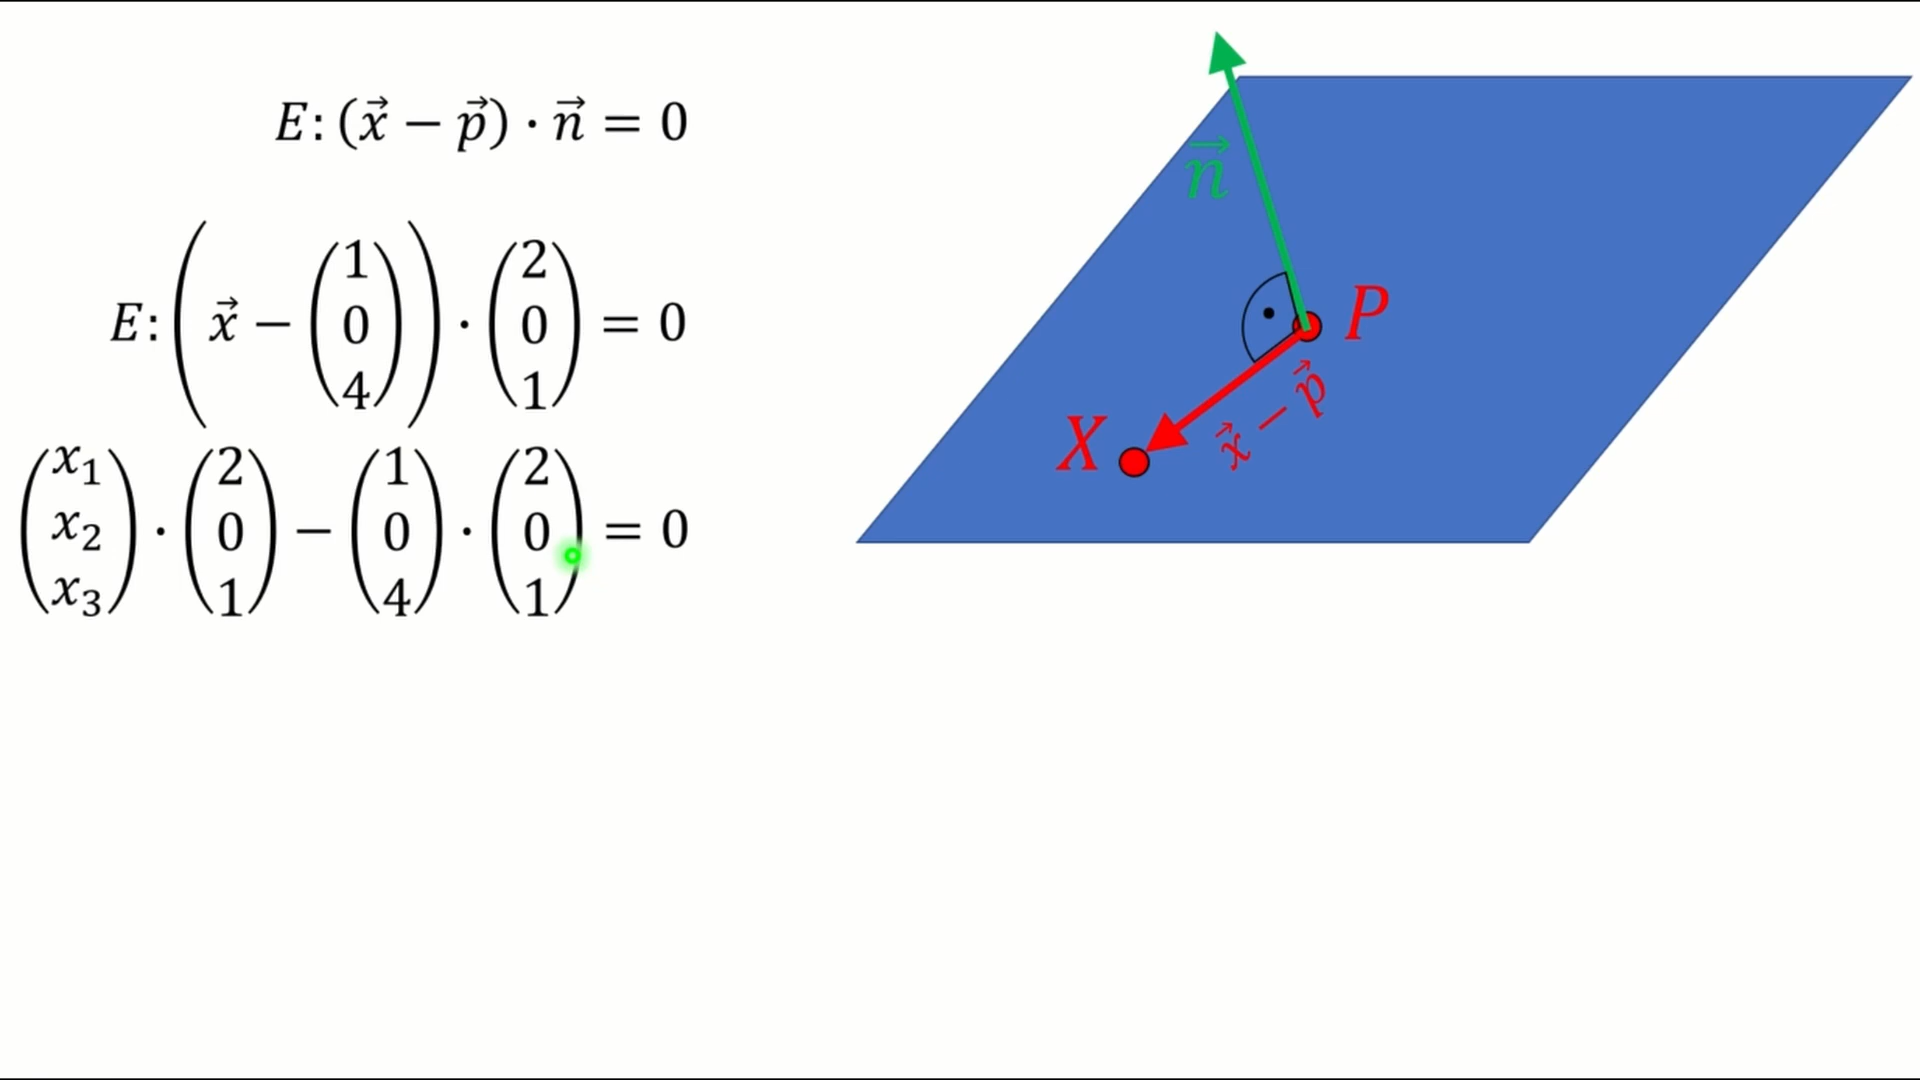 E: (x⃗ − p⃗) · n⃗ = 0
E: (x⃗ − (1 0 4)) · (2 0 1) = 0
(x₁ x₂ x₃) · (2 0 1) − (1 0 4) · (2 0 1) = 0
n⃗
P
x⃗ − p⃗
X